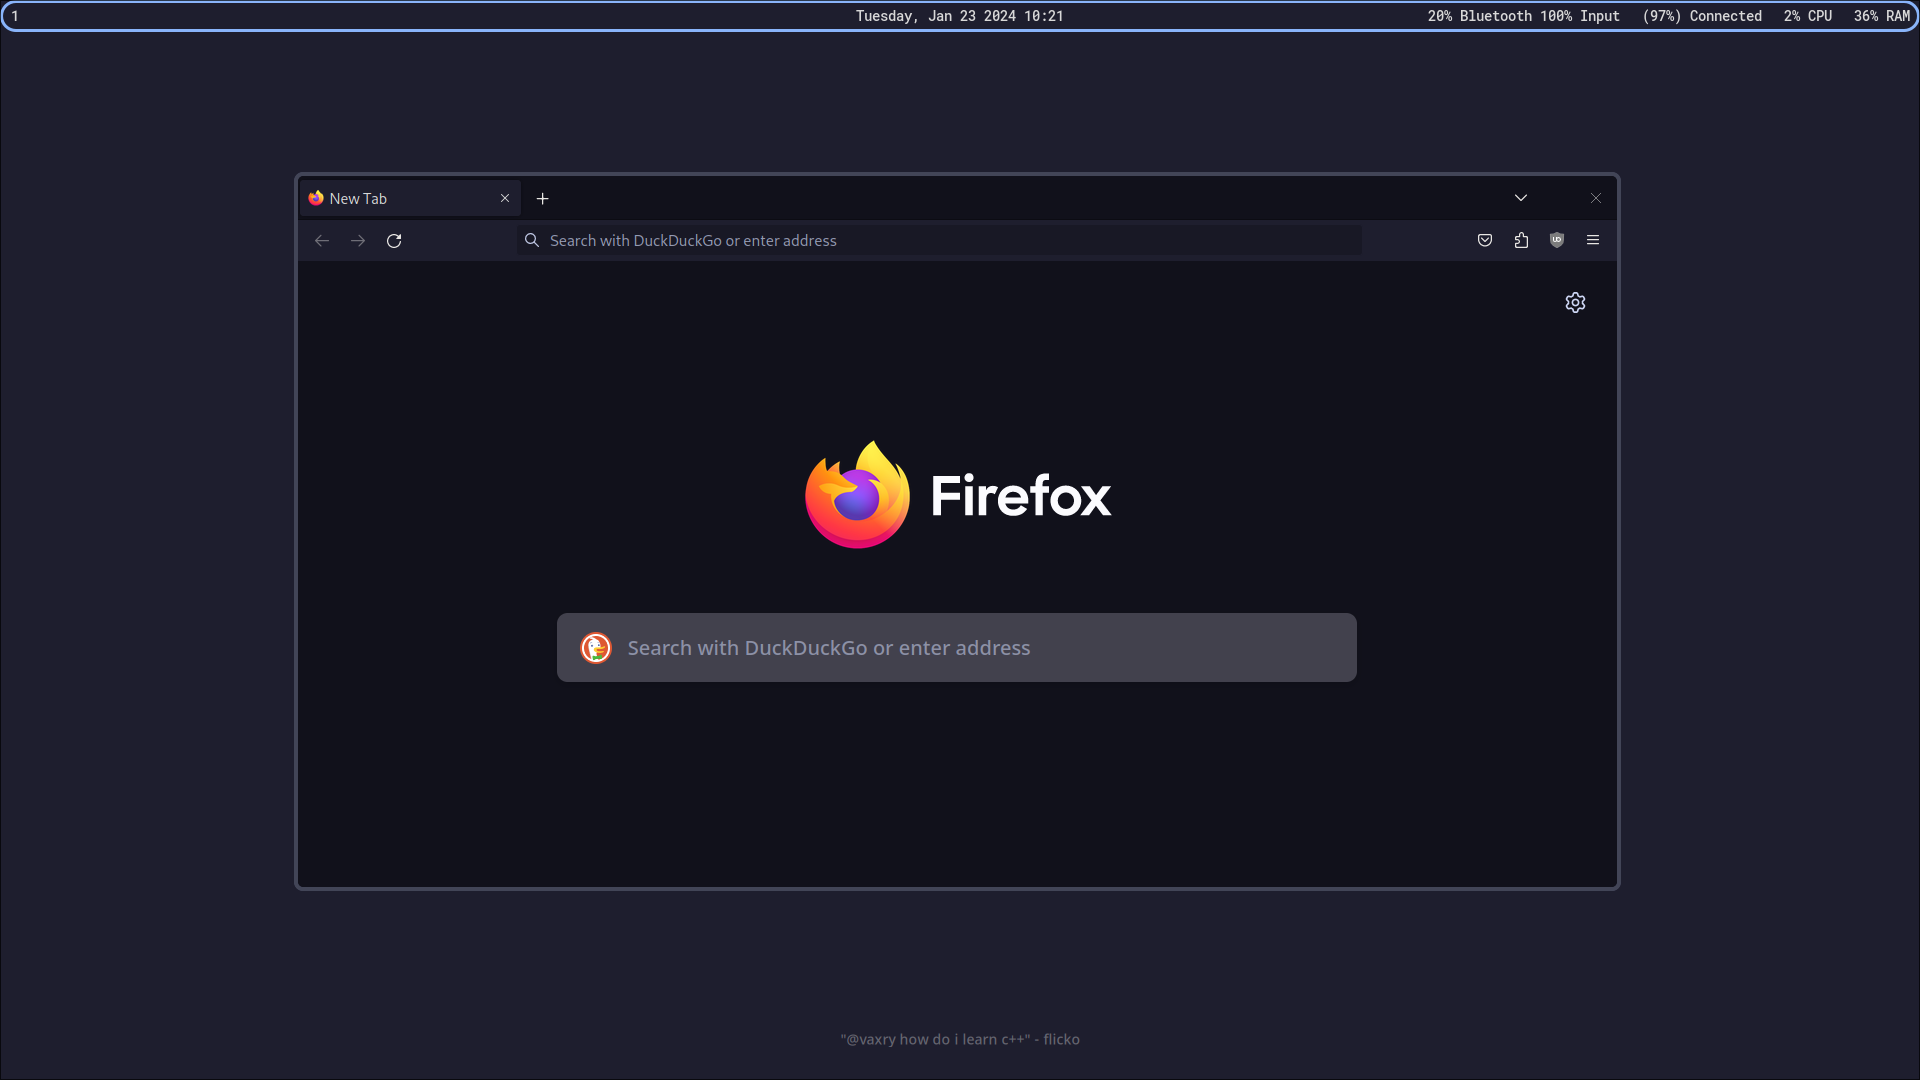 1
Tuesday, Jan 23 2024 10:21
20% Bluetooth 100% Input (97%) Connected 2% CPU 36% RAM
New Tab
Search with DuckDuckGo or enter address
Firefox
Search with DuckDuckGo or enter address
"@vaxry how do i learn c++" - flicko